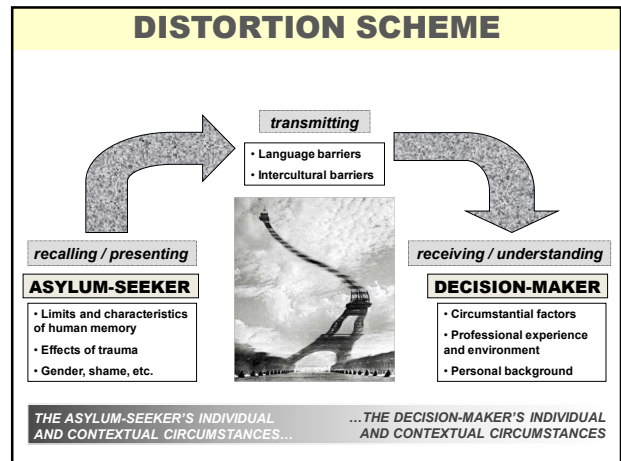 DISTORTION SCHEME
transmitting
• Language barriers
• Intercultural barriers
recalling / presenting
ASYLUM-SEEKER
• Limits and characteristics
of human memory
• Effects of trauma
• Gender, shame, etc.
receiving / understanding
DECISION-MAKER
• Circumstantial factors
• Professional experience
and environment
• Personal background
THE ASYLUM-SEEKER'S INDIVIDUAL
AND CONTEXTUAL CIRCUMSTANCES…
…THE DECISION-MAKER'S INDIVIDUAL
AND CONTEXTUAL CIRCUMSTANCES